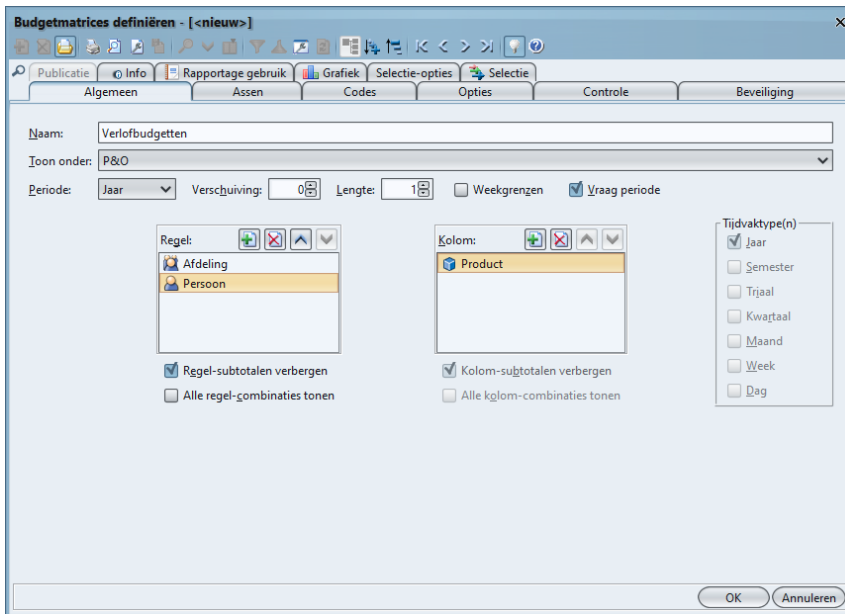 Budgetmatrices definiëren - [<nieuw>]
Publicatie Info Rapportage gebruik Grafiek Selectie-opties Selectie
Algemeen Assen Codes Opties Controle Beveiliging
Naam: Verlofbudgetten
Toon onder: P&O
Periode: Jaar Verschuiving: 0 Lengte: 1 Weekgrenzen Vraag periode
Regel: Kolom: Tijdvaktype(n)
Afdeling Product Jaar
Persoon Semester
Trjaal
Kwartaal
Maand
Regel-subtotalen verbergen Kolom-subtotalen verbergen Week
Alle regel-combinaties tonen Alle kolom-combinaties tonen Dag
OK Annuleren